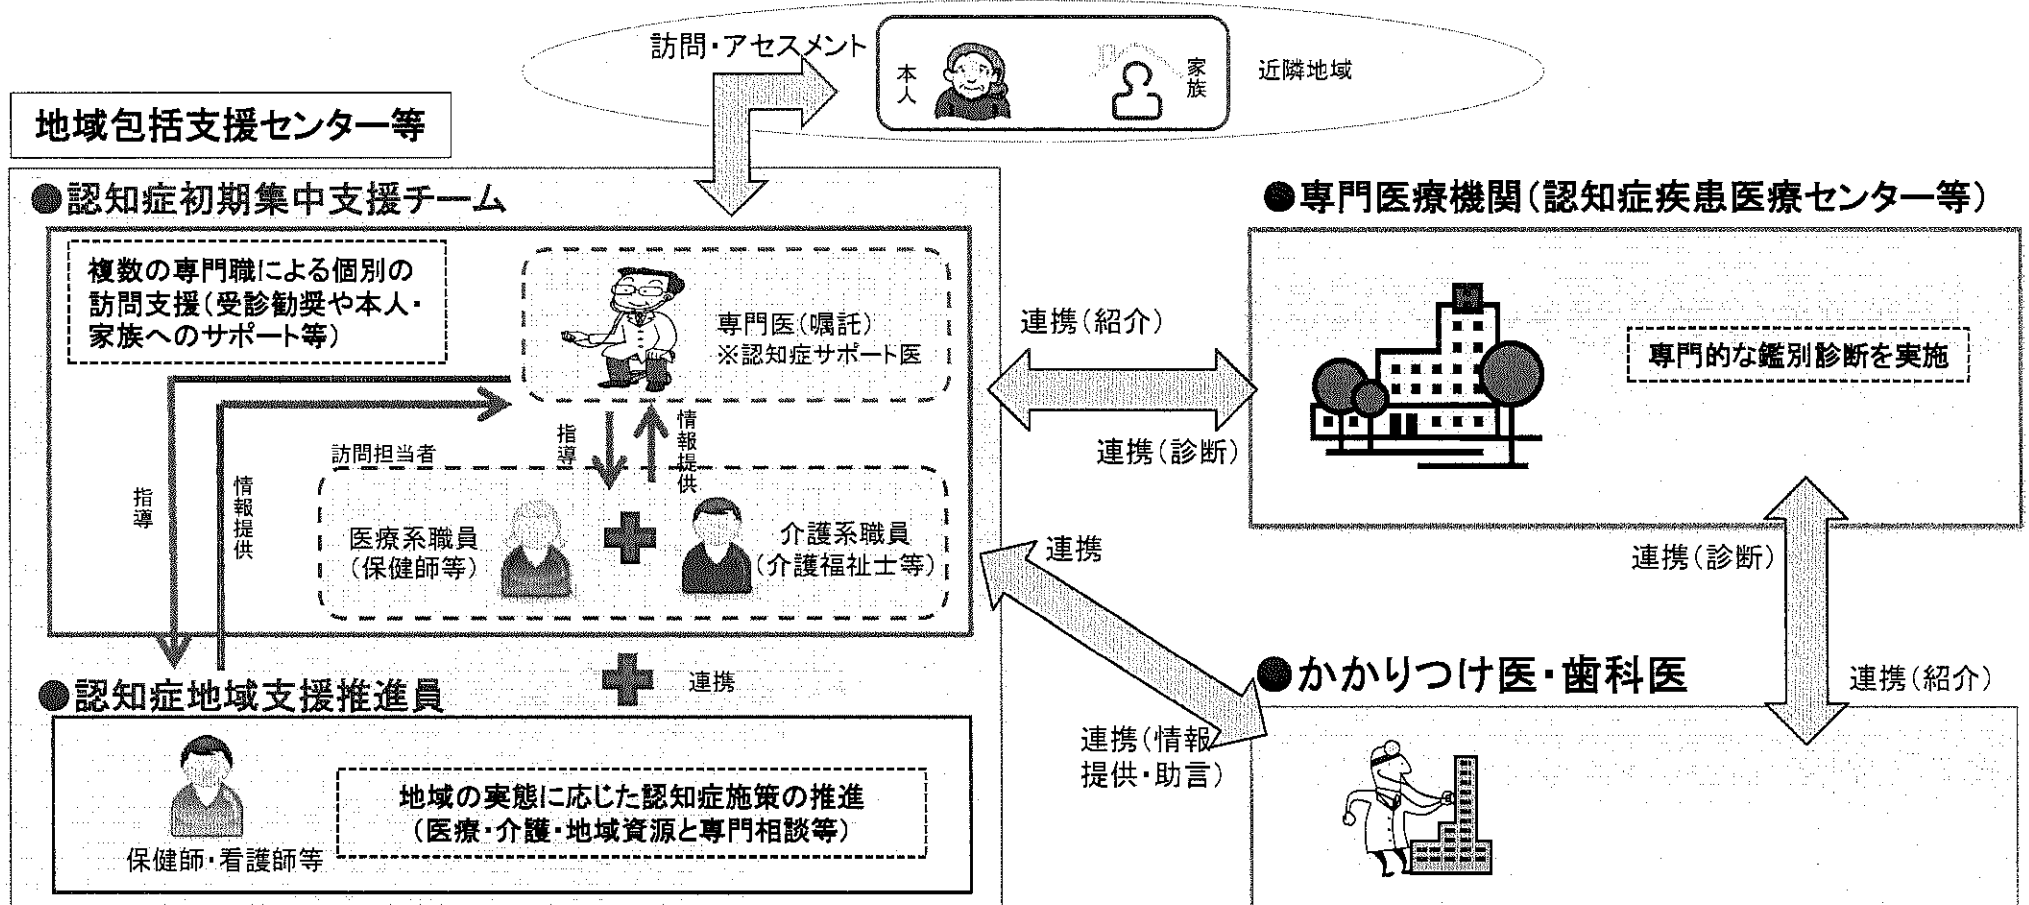 訪問・アセスメント
本人
家族
近隣地域
地域包括支援センター等
●認知症初期集中支援チーム
複数の専門職による個別の
訪問支援(受診勧奨や本人・
家族へのサポート等)
専門医(嘱託)
※認知症サポート医
指導
情報提供
訪問担当者
医療系職員
(保健師等)
介護系職員
(介護福祉士等)
指導
情報提供
連携
●認知症地域支援推進員
保健師・看護師等
地域の実態に応じた認知症施策の推進
(医療・介護・地域資源と専門相談等)
連携(紹介)
連携(診断)
連携
連携(情報
提供・助言)
●専門医療機関(認知症疾患医療センター等)
H
専門的な鑑別診断を実施
連携(診断)
連携(紹介)
●かかりつけ医・歯科医